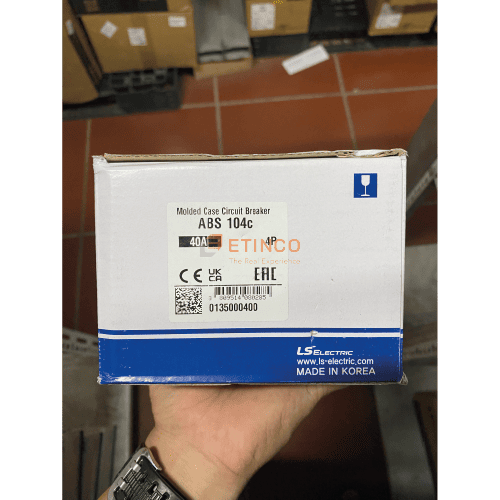 Molded Case Circuit Breaker
ABS 104c
40A
4P
ETINCO
The Real Experience
CE UK CA EAC
0135000400
LS ELECTRIC
www.ls-electric.com
MADE IN KOREA